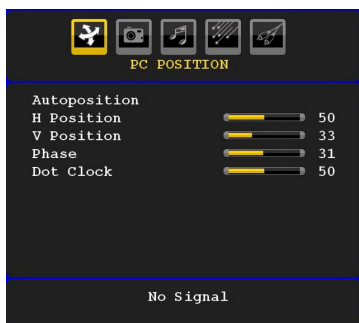 PC POSITION
Autoposition
H Position 50
V Position 33
Phase 31
Dot Clock 50
No Signal